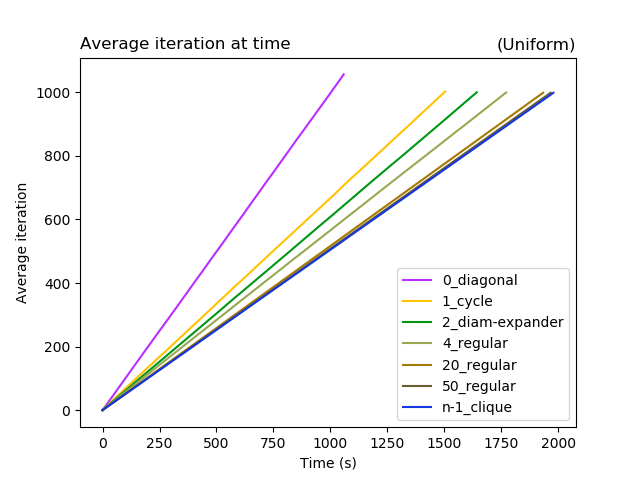 Average iteration at time (Uniform)
Average iteration
1000
800
600
400
200
0
0_diagonal
1_cycle
2_diam-expander
4_regular
20_regular
50_regular
n-1_clique
0 250 500 750 1000 1250 1500 1750 2000
Time (s)